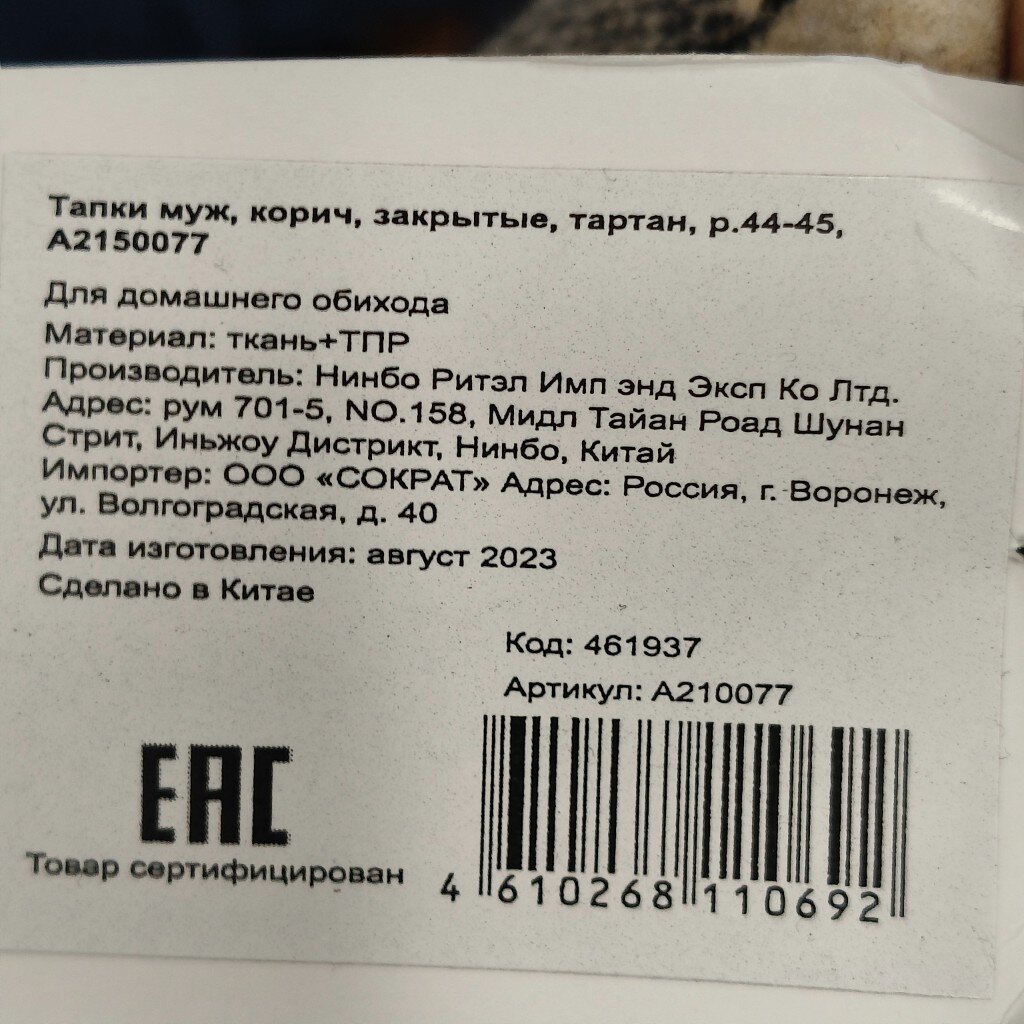 Тапки муж, корич, закрытые, тартан, р.44-45,
А2150077
Для домашнего обихода
Материал: ткань+ТПР
Производитель: Нинбо Ритэл Имп энд Эксп Ко Лтд.
Адрес: рум 701-5, NO.158, Мидл Тайан Роад Шунан
Стрит, Иньжоу Дистрикт, Нинбо, Китай
Импортер: ООО «СОКРАТ» Адрес: Россия, г. Воронеж,
ул. Волгоградская, д. 40
Дата изготовления: август 2023
Сделано в Китае
Код: 461937
Артикул: А210077
ЕАС
Товар сертифицирован
4 610268 110692